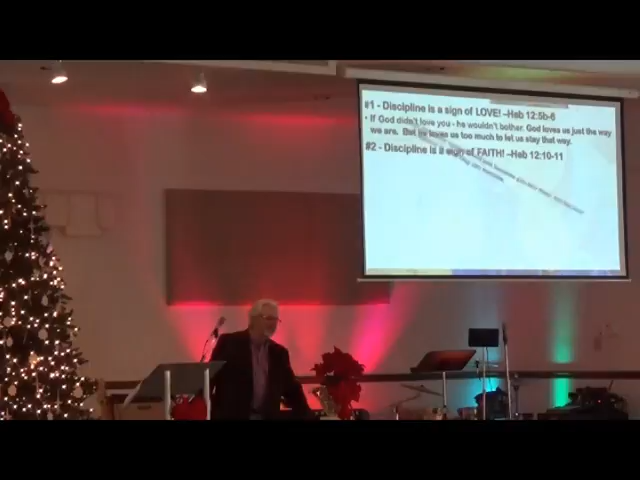 #1 - Discipline is a sign of LOVE! –Heb 12:5b-6
• If God didn't love you - he wouldn't bother. God loves us just the way
we are. But he loves us too much to let us stay that way.
#2 - Discipline is a sign of FAITH! –Heb 12:10-11